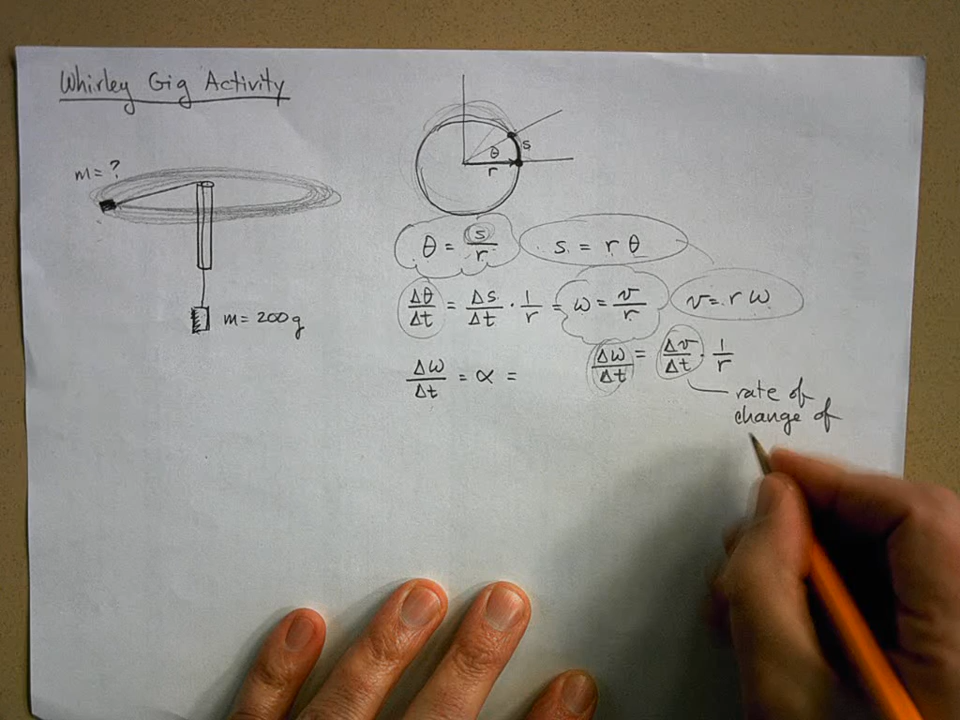 Whirley Gig Activity
m = ?
m = 200g
θ
s
r
θ = s/r
s = r θ
Δθ/Δt = Δs/Δt · 1/r = ω = v/r
v = r ω
Δω/Δt = α =
Δω/Δt = Δv/Δt · 1/r
rate of
change of